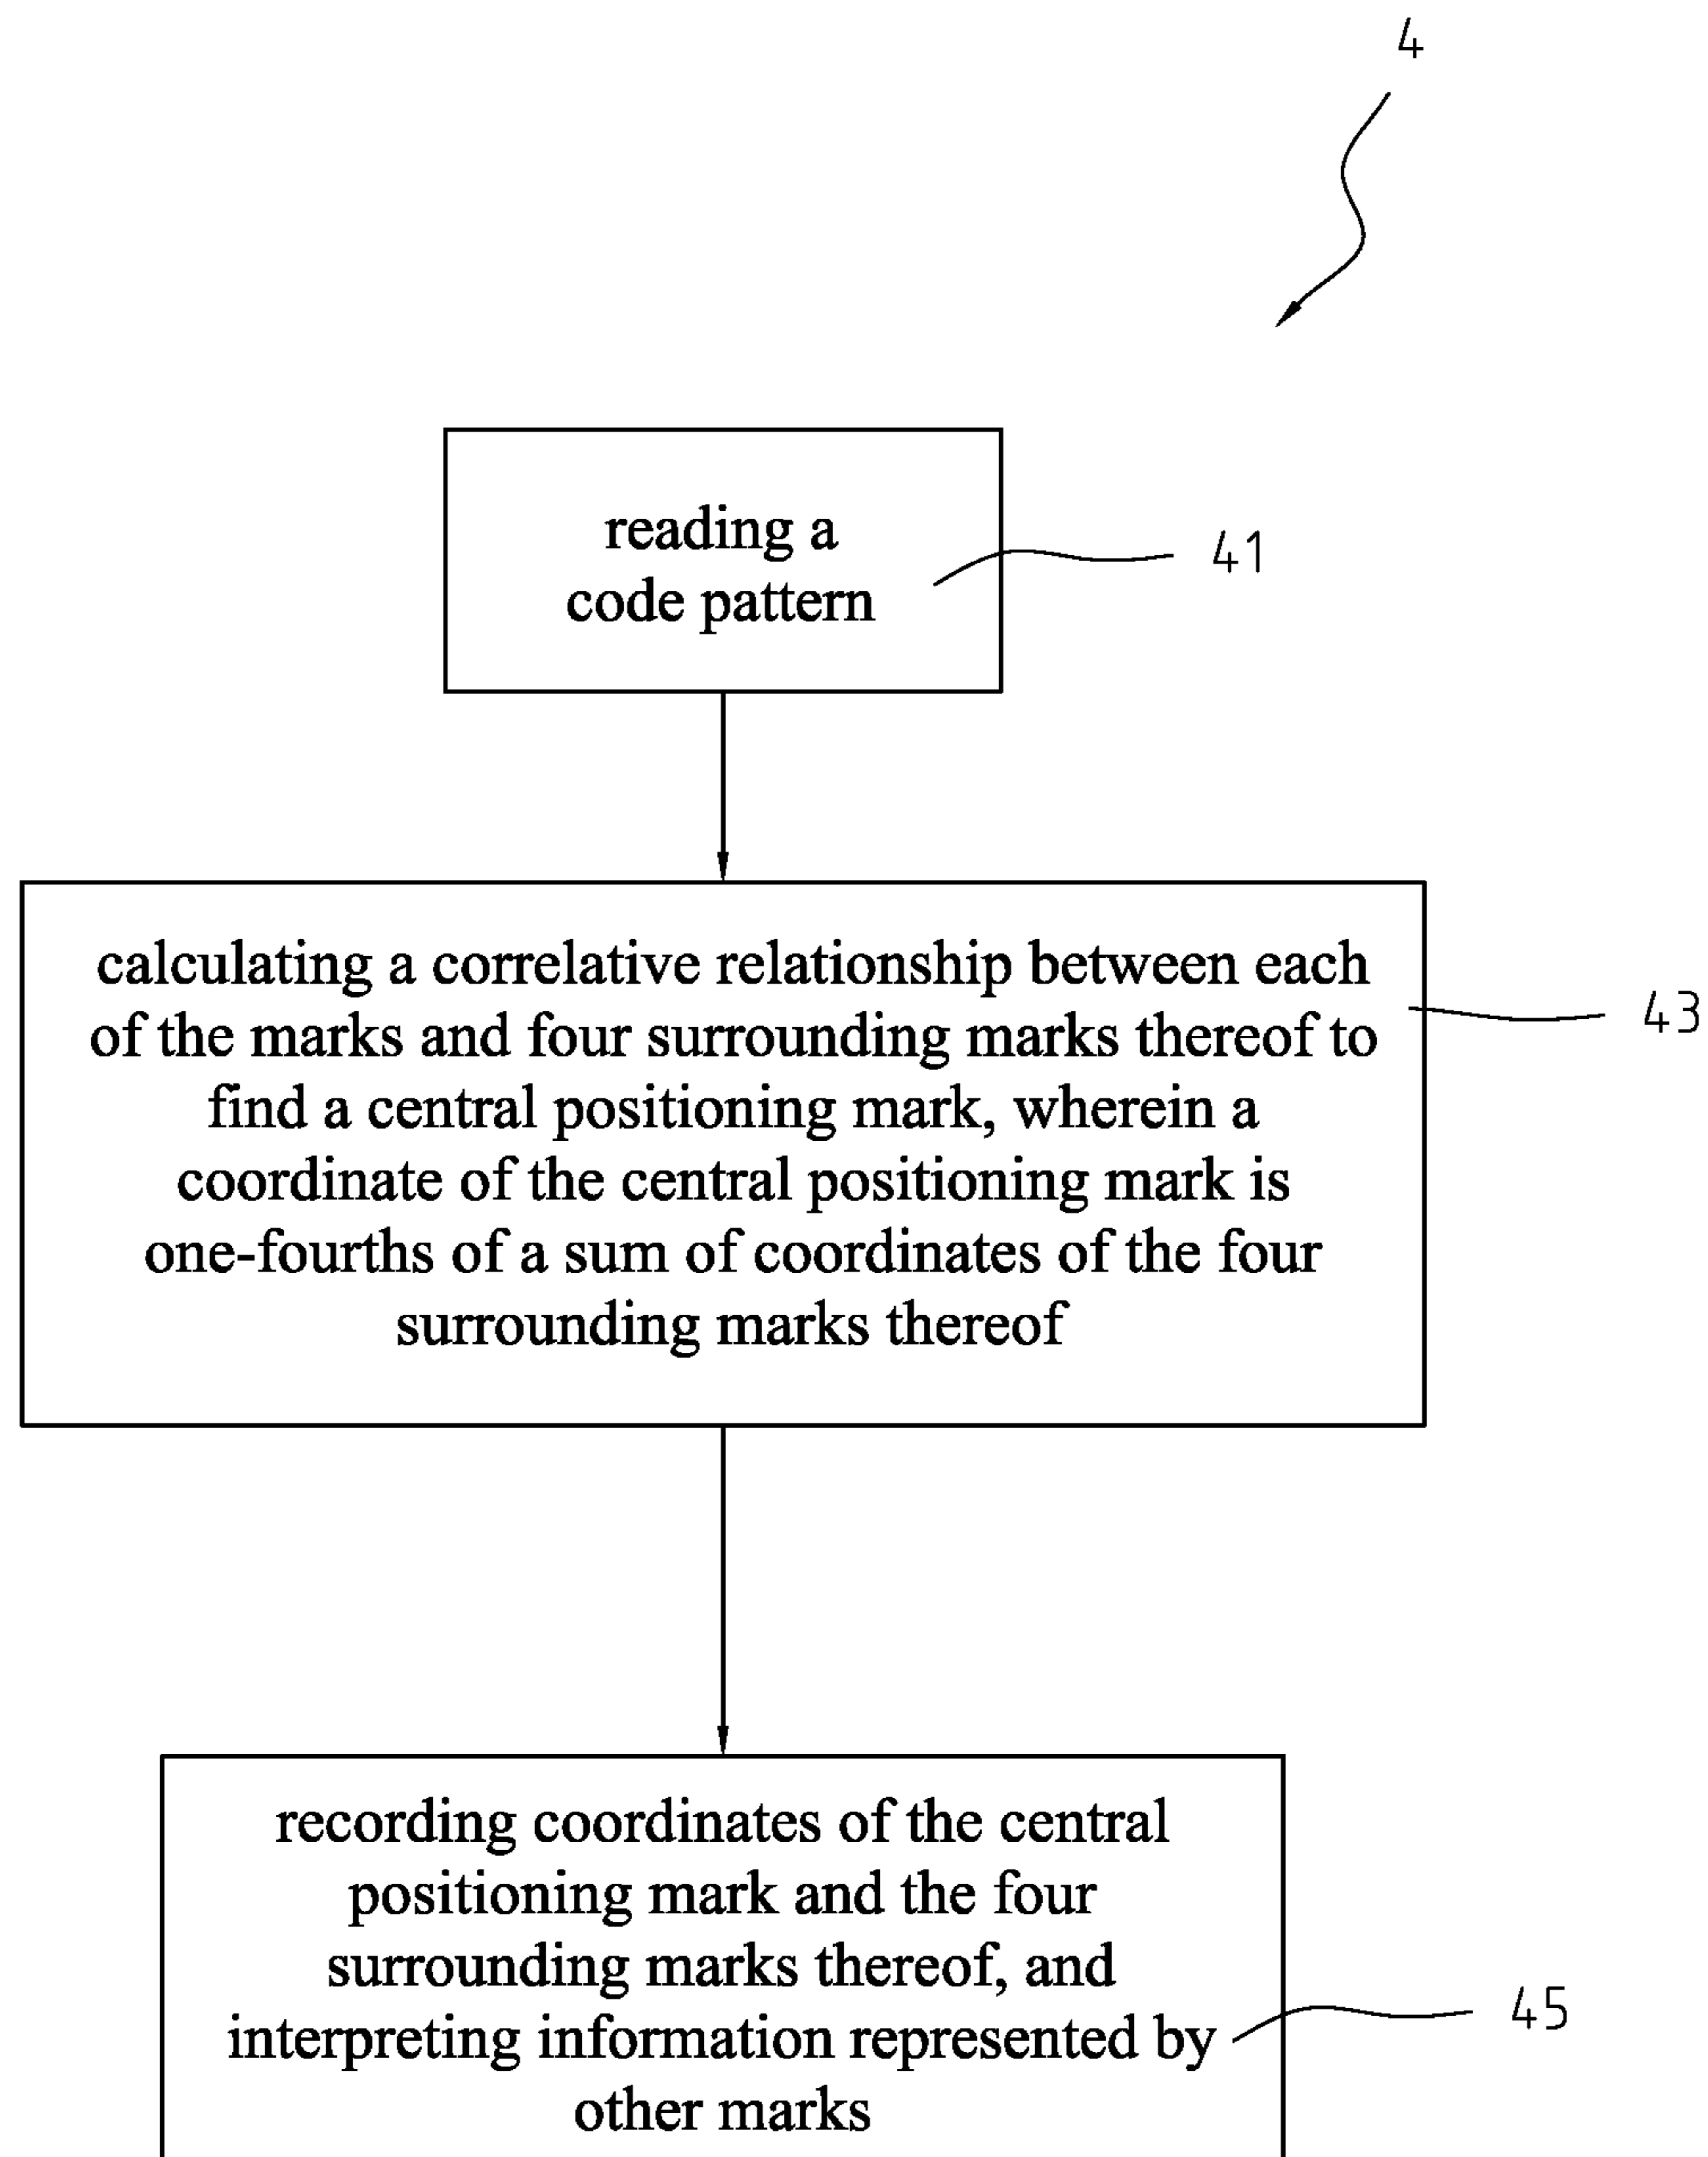 4
reading a
code pattern
41
calculating a correlative relationship between each
of the marks and four surrounding marks thereof to
find a central positioning mark, wherein a
coordinate of the central positioning mark is
one-fourths of a sum of coordinates of the four
surrounding marks thereof
43
recording coordinates of the central
positioning mark and the four
surrounding marks thereof, and
interpreting information represented by
other marks
45